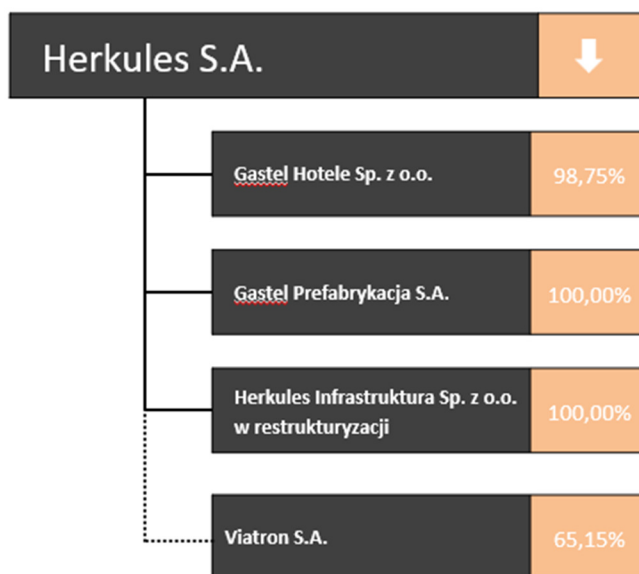 Herkules S.A.
Gastel Hotele Sp. z o.o.
98,75%
Gastel Prefabrykacja S.A.
100,00%
Herkules Infrastruktura Sp. z o.o.
w restrukturyzacji
100,00%
Viatron S.A.
65,15%